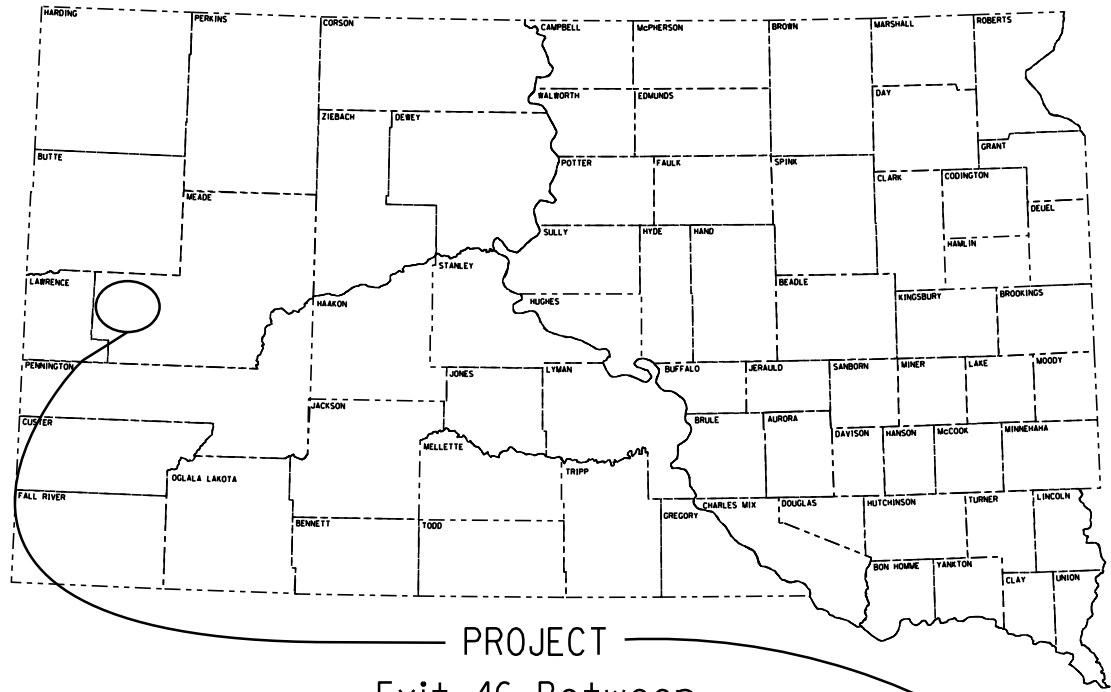 HARDING
PERKINS
CORSON
CAMPBELL
McPHERSON
BROWN
MARSHALL
ROBERTS
WALWORTH
EDMUNDS
DAY
ZIEBACH
DEWEY
GRANT
BUTTE
POTTER
FAULK
SPINK
CLARK
CODINGTON
MEADE
DEUEL
SULLY
HYDE
HAND
HAMLIN
STANLEY
LAWRENCE
BEADLE
HAAKON
HUGHES
KINGSBURY
BROOKINGS
PENNINGTON
JONES
LYMAN
BUFFALO
JERAULD
SANBORN
MINER
LAKE
MOODY
JACKSON
CUSTER
BRULE
AURORA
DAVISON
HANSON
McCOOK
MINNEHAHA
MELLETTE
TRIPP
OGLALA LAKOTA
FALL RIVER
GREGORY
CHARLES MIX
DOUGLAS
HUTCHINSON
TURNER
LINCOLN
BENNETT
TODD
BON HOMME
YANKTON
CLAY
UNION
PROJECT
Exit 46 Between